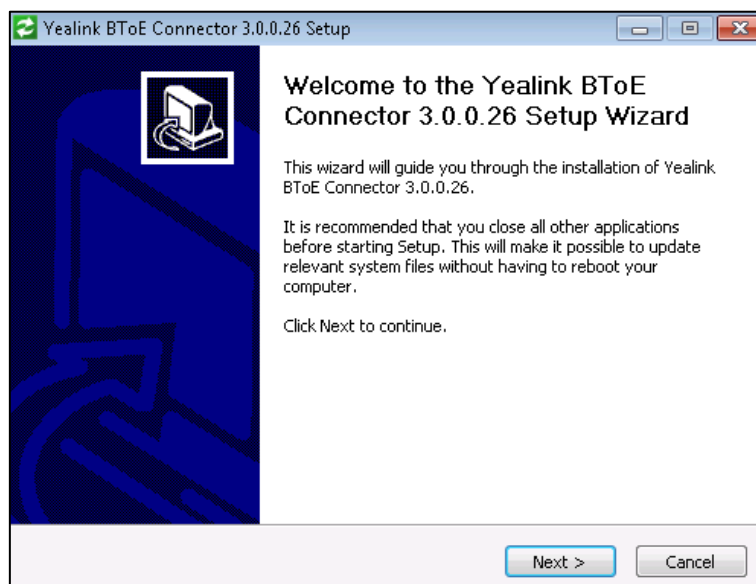 Yealink BToE Connector 3.0.0.26 Setup
Welcome to the Yealink BToE
Connector 3.0.0.26 Setup Wizard
This wizard will guide you through the installation of Yealink
BToE Connector 3.0.0.26.
It is recommended that you close all other applications
before starting Setup. This will make it possible to update
relevant system files without having to reboot your
computer.
Click Next to continue.
Next >
Cancel